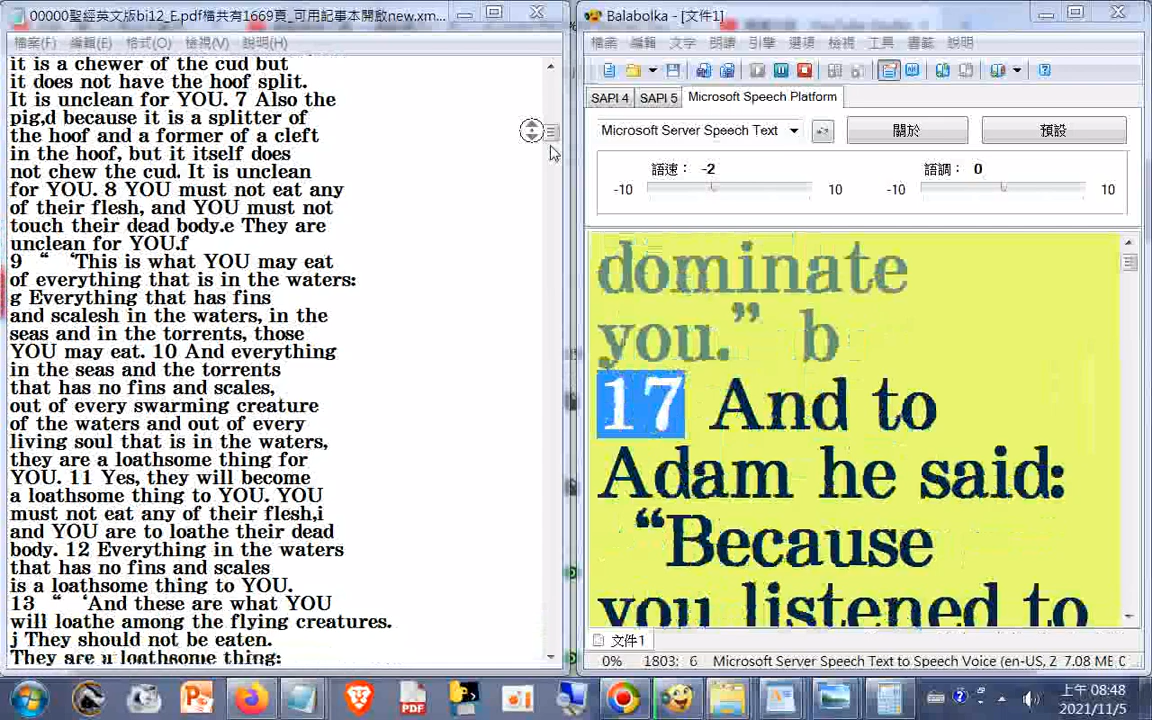 00000聖經英文版bi12_E.pdf檔共有1669頁_可用記事本開啟new.xm...
檔案(F) 編輯(E) 格式(O) 檢視(V) 說明(H)
it is a chewer of the cud but
it does not have the hoof split.
It is unclean for YOU. 7 Also the
pig,d because it is a splitter of
the hoof and a former of a cleft
in the hoof, but it itself does
not chew the cud. It is unclean
for YOU. 8 YOU must not eat any
of their flesh, and YOU must not
touch their dead body.e They are
unclean for YOU.f
9 “ ‘This is what YOU may eat
of everything that is in the waters:
g Everything that has fins
and scalesh in the waters, in the
seas and in the torrents, those
YOU may eat. 10 And everything
in the seas and the torrents
that has no fins and scales,
out of every swarming creature
of the waters and out of every
living soul that is in the waters,
they are a loathsome thing for
YOU. 11 Yes, they will become
a loathsome thing to YOU. YOU
must not eat any of their flesh,i
and YOU are to loathe their dead
body. 12 Everything in the waters
that has no fins and scales
is a loathsome thing to YOU.
13 “ ‘And these are what YOU
will loathe among the flying creatures.
j They should not be eaten.
They are a loathsome thing:
Balabolka - [文件1]
檔案 編輯 文字 朗讀 引擎 選項 檢視 工具 書籤 說明
SAPI 4 SAPI 5 Microsoft Speech Platform
Microsoft Server Speech Text 關於 預設
語速： -2 語調： 0
-10 10 -10 10
dominate
you.” b
17 And to
Adam he said:
“Because
you listened to
文件1
0% 1803: 6 Microsoft Server Speech Text to Speech Voice (en-US, Z 7.08 MB
上午 08:48
2021/11/5